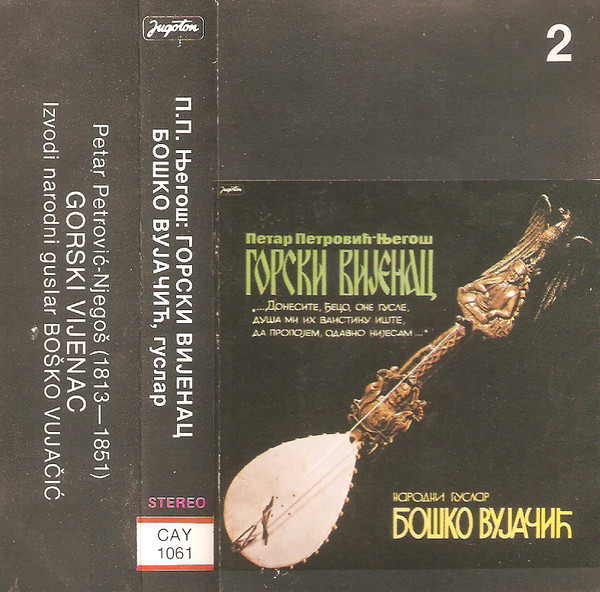 Petar Petrović-Njegoš (1813—1851)
GORSKI VIJENAC
Izvodi narodni guslar BOŠKO VUJAČIĆ
Jugoton
П.П. Његош: ГОРСКИ ВИЈЕНАЦ
БОШКО ВУЈАЧИЋ, гуслар
STEREO
CAY
1061
2
Jugoton
Петар Петровић-Његош
ГОРСКИ ВИЈЕНАЦ
„...ДОНЕСИТЕ, ЂЕЦО, ОНЕ ГУСЛЕ,
ДУША МИ ИХ ВАИСТИНУ ИШТЕ,
ДА ПРОПОЈЕМ, ОДАВНО НИЈЕСАМ..."
НАРОДНИ ГУСЛАР
БОШКО ВУЈАЧИЋ